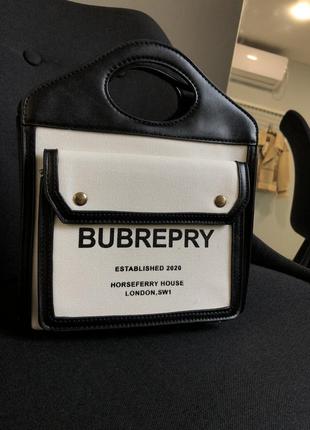 BUBREPRY
ESTABLISHED 2020
HORSEFERRY HOUSE
LONDON,SW1